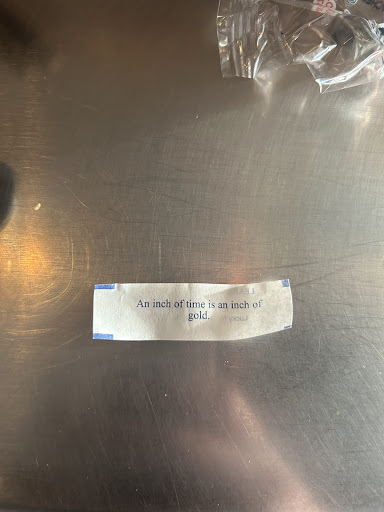 An inch of time is an inch of
gold.